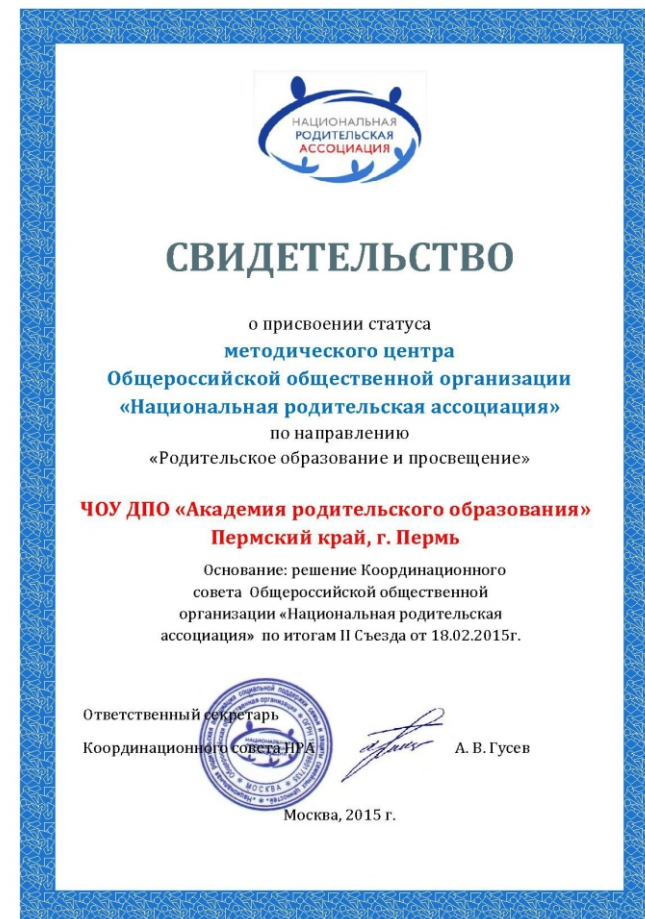 НАЦИОНАЛЬНАЯ
РОДИТЕЛЬСКАЯ
АССОЦИАЦИЯ
СВИДЕТЕЛЬСТВО
о присвоении статуса
методического центра
Общероссийской общественной организации
«Национальная родительская ассоциация»
по направлению
«Родительское образование и просвещение»
ЧОУ ДПО «Академия родительского образования»
Пермский край, г. Пермь
Основание: решение Координационного
совета Общероссийской общественной
организации «Национальная родительская
ассоциация» по итогам II Съезда от 18.02.2015г.
Ответственный секретарь
Координационного совета НРА
А. В. Гусев
МОСКВА
Москва, 2015 г.